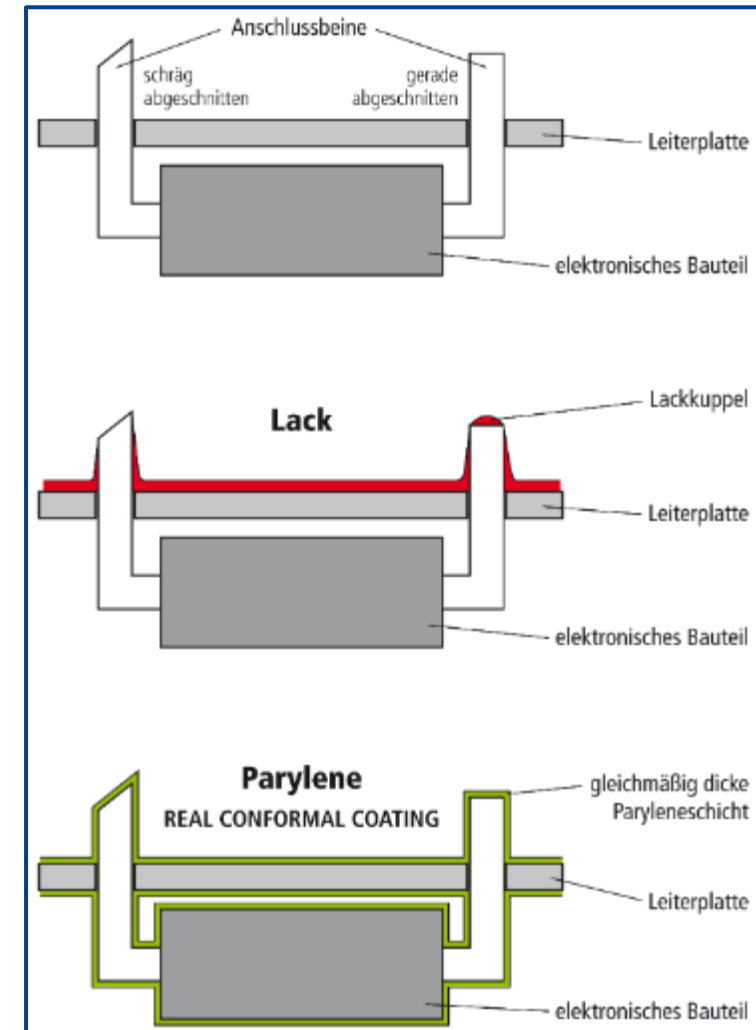 Anschlussbeine
schräg
abgeschnitten
gerade
abgeschnitten
Leiterplatte
elektronisches Bauteil
Lack
Lackkuppel
Leiterplatte
elektronisches Bauteil
Parylene
REAL CONFORMAL COATING
gleichmäßig dicke
Paryleneschicht
Leiterplatte
elektronisches Bauteil